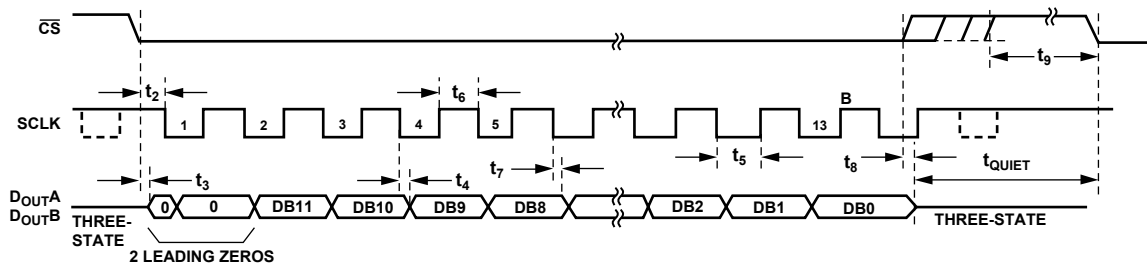 CS
t9
t2
t6
B
SCLK
1
2
3
4
5
13
t3
t4
t7
t5
t8
tQUIET
DOUTA
DOUTB
0
0
DB11
DB10
DB9
DB8
DB2
DB1
DB0
THREE-
STATE
THREE-STATE
2 LEADING ZEROS